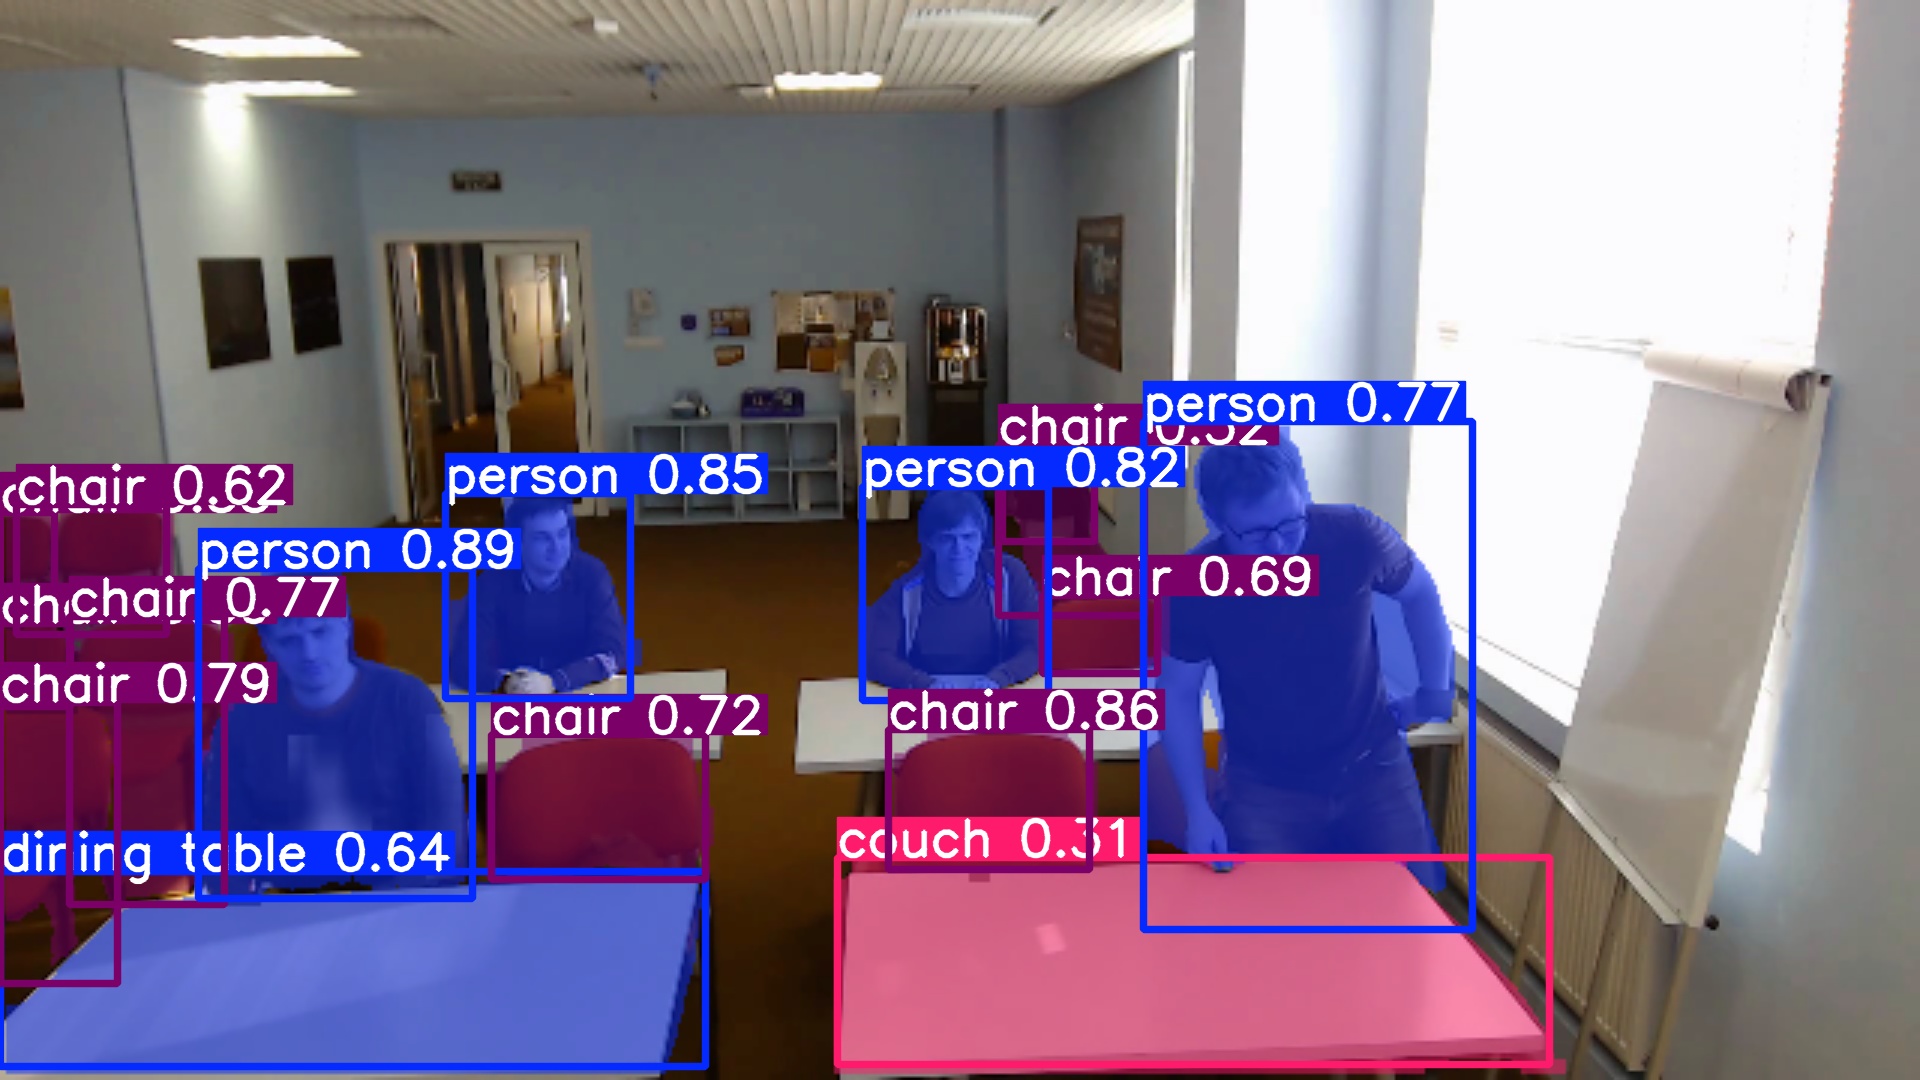 chair 0.52
person 0.77
person 0.85
person 0.82
chair 0.62
person 0.89
chair 0.69
chair 0.77
chair 0.79
chair 0.72
chair 0.86
dining table 0.64
couch 0.31